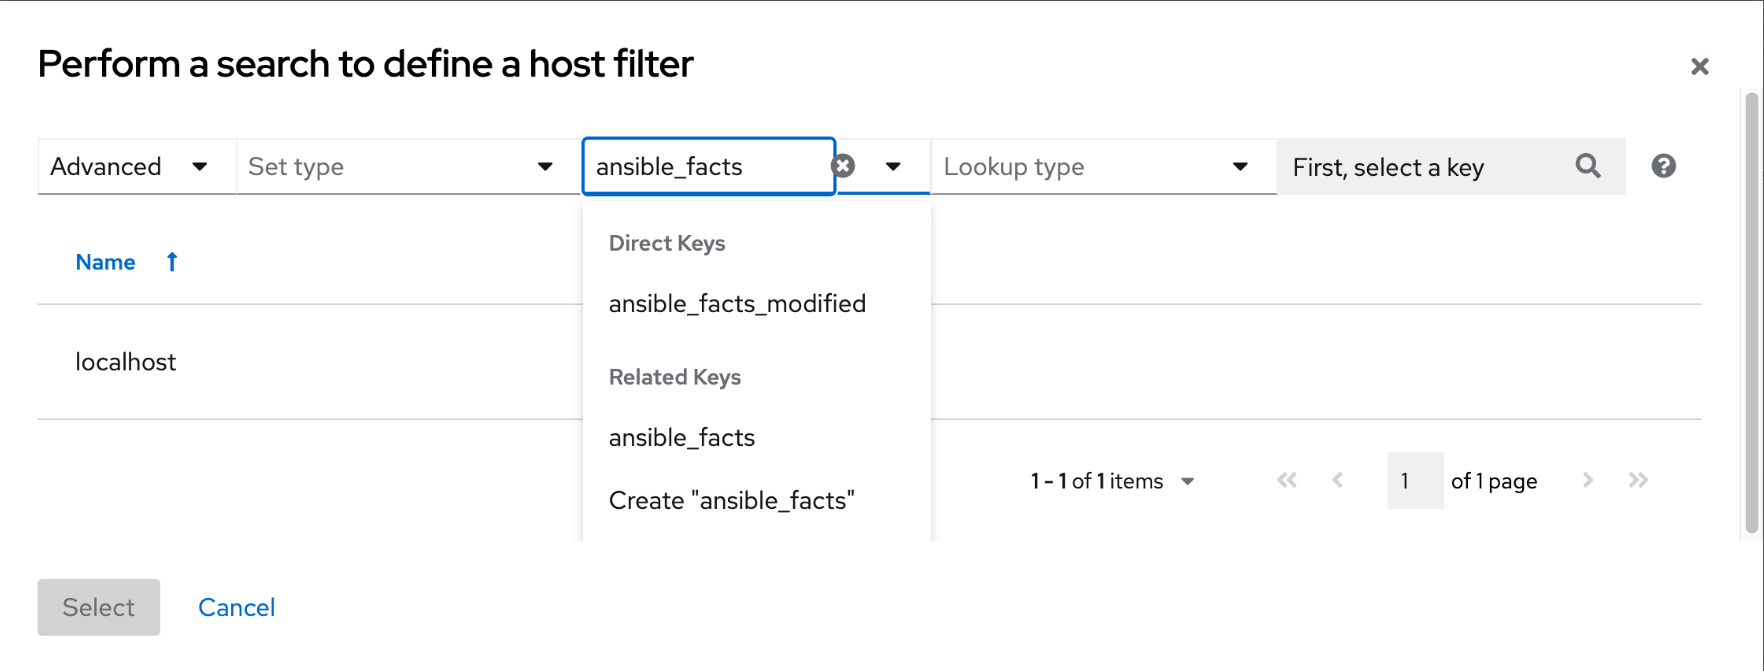 Perform a search to define a host filter
Advanced Set type ansible_facts Lookup type First, select a key
Direct Keys
Name
ansible_facts_modified
localhost
Related Keys
ansible_facts
1 - 1 of 1 items 1 of 1 page
Create "ansible_facts"
Select Cancel